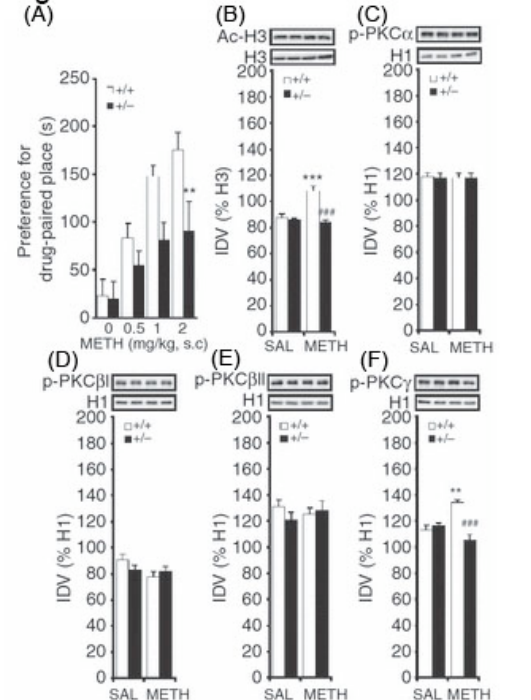 (A)
250
200
150
100
50
0
Preference for
drug-paired place (s)
+/+
+/−
**
0 0.5 1 2
METH (mg/kg, s.c)
(B)
Ac-H3
H3
200
180
160
140
120
100
80
60
40
20
0
IDV (% H3)
+/+
+/−
***
###
SAL METH
(C)
p-PKCα
H1
200
180
160
140
120
100
80
60
40
20
0
IDV (% H1)
+/+
+/−
SAL METH
(D)
p-PKCβI
H1
200
180
160
140
120
100
80
60
40
20
0
IDV (% H1)
+/+
+/−
SAL METH
(E)
p-PKCβII
H1
200
180
160
140
120
100
80
60
40
20
0
IDV (% H1)
+/+
+/−
SAL METH
(F)
p-PKCγ
H1
200
180
160
140
120
100
80
60
40
20
0
IDV (% H1)
+/+
+/−
**
###
SAL METH